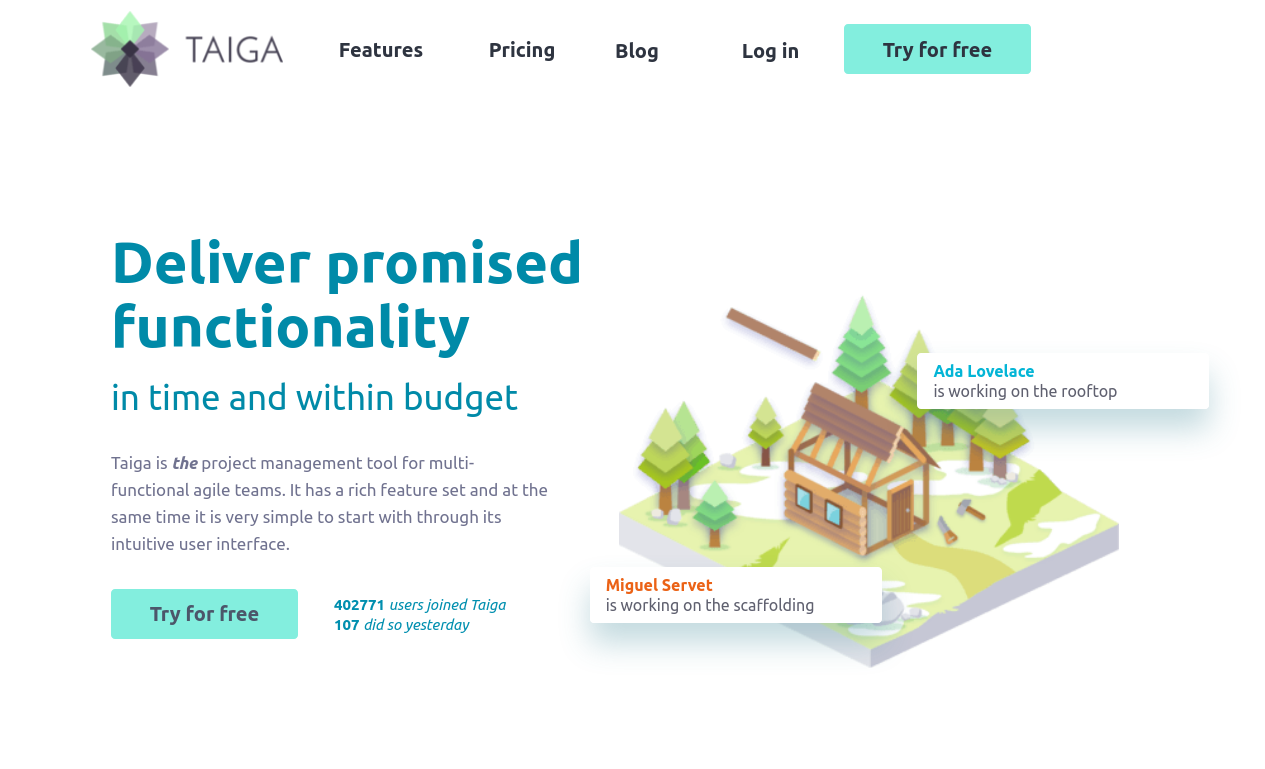 TAIGA
Features
Pricing
Blog
Log in
Try for free
Deliver promised
functionality
in time and within budget
Taiga is the project management tool for multi-
functional agile teams. It has a rich feature set and at the
same time it is very simple to start with through its
intuitive user interface.
Try for free
402771 users joined Taiga
107 did so yesterday
Ada Lovelace
is working on the rooftop
Miguel Servet
is working on the scaffolding